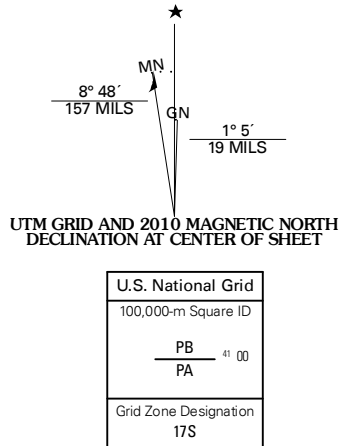 ★
MN
GN
8° 48´
157 MILS
1° 5´
19 MILS
UTM GRID AND 2010 MAGNETIC NORTH
DECLINATION AT CENTER OF SHEET
U.S. National Grid
100,000-m Square ID
PB
41 00
PA
Grid Zone Designation
17S